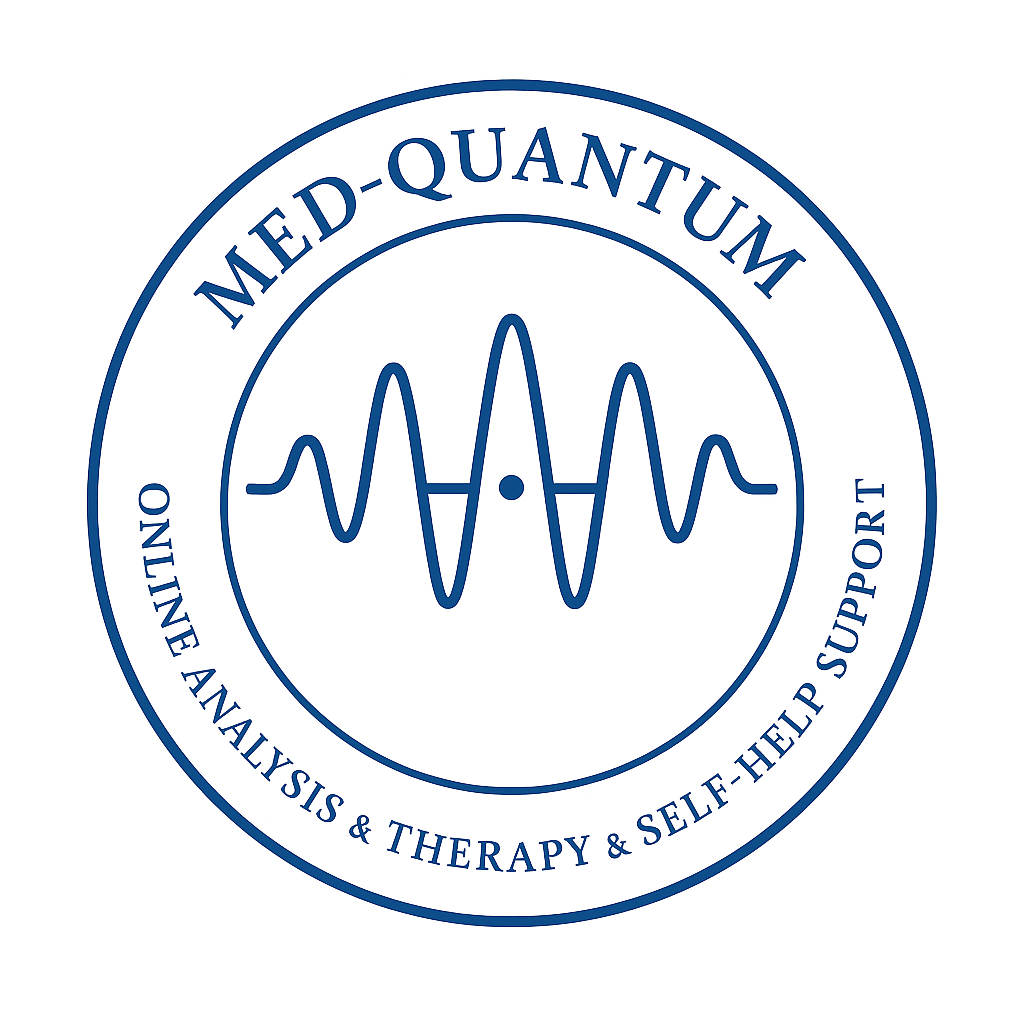 MED-QUANTUM
ONLINE ANALYSIS & THERAPY & SELF-HELP SUPPORT